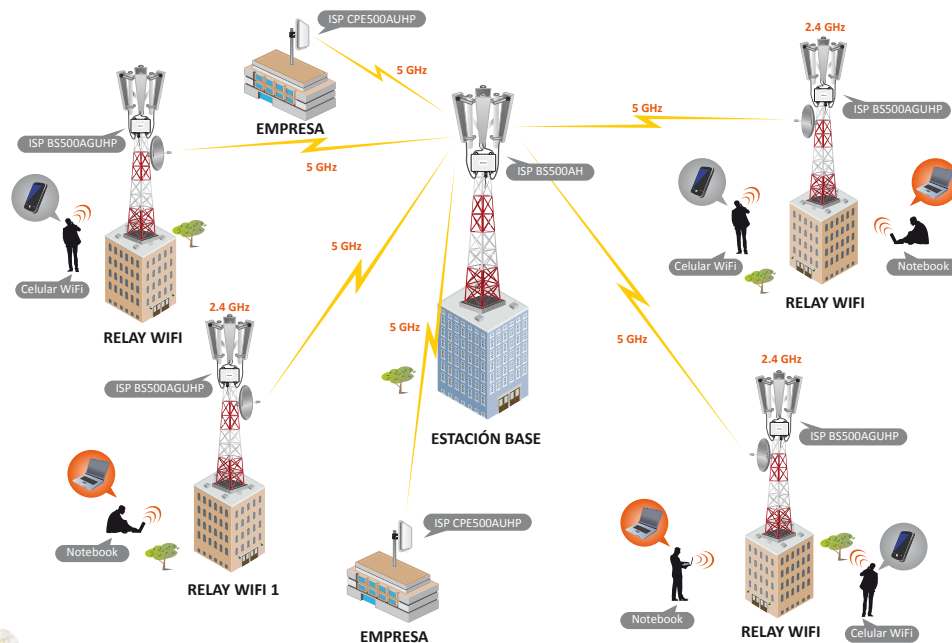 ISP CPE500AUHP
5 GHz
EMPRESA
2.4 GHz
ISP BS500AGUHP
5 GHz
ISP BS500AGUHP
5 GHz
ISP BS500AH
Celular WiFi
RELAY WIFI
Celular WiFi
Notebook
RELAY WIFI
5 GHz
2.4 GHz
5 GHz
5 GHz
2.4 GHz
ISP BS500AGUHP
ESTACIÓN BASE
ISP BS500AGUHP
ISP CPE500AUHP
Notebook
RELAY WIFI 1
EMPRESA
Notebook
RELAY WIFI
Celular WiFi